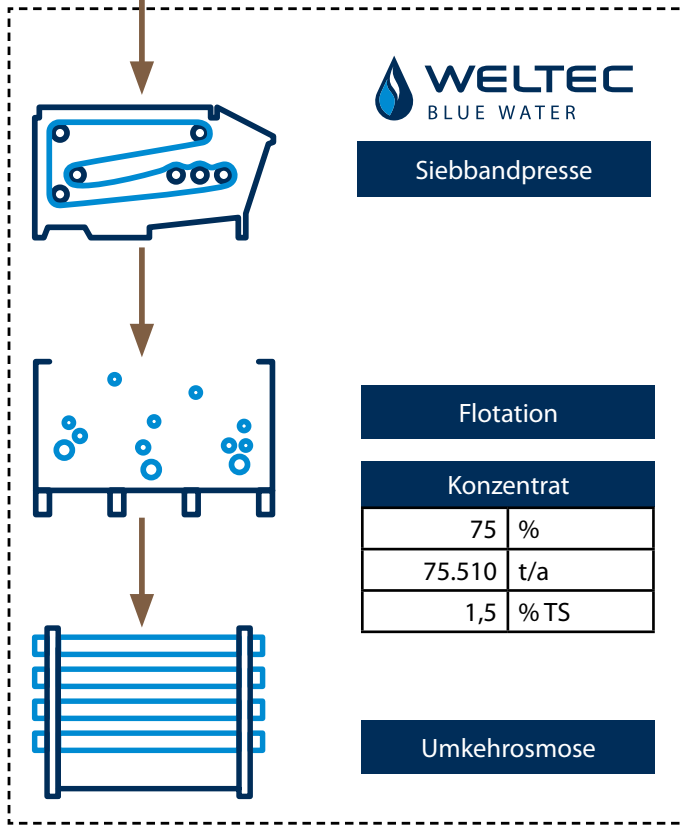 WELTEC
BLUE WATER
Siebbandpresse
Flotation
Konzentrat
75 %
75.510 t/a
1,5 % TS
Umkehrosmose